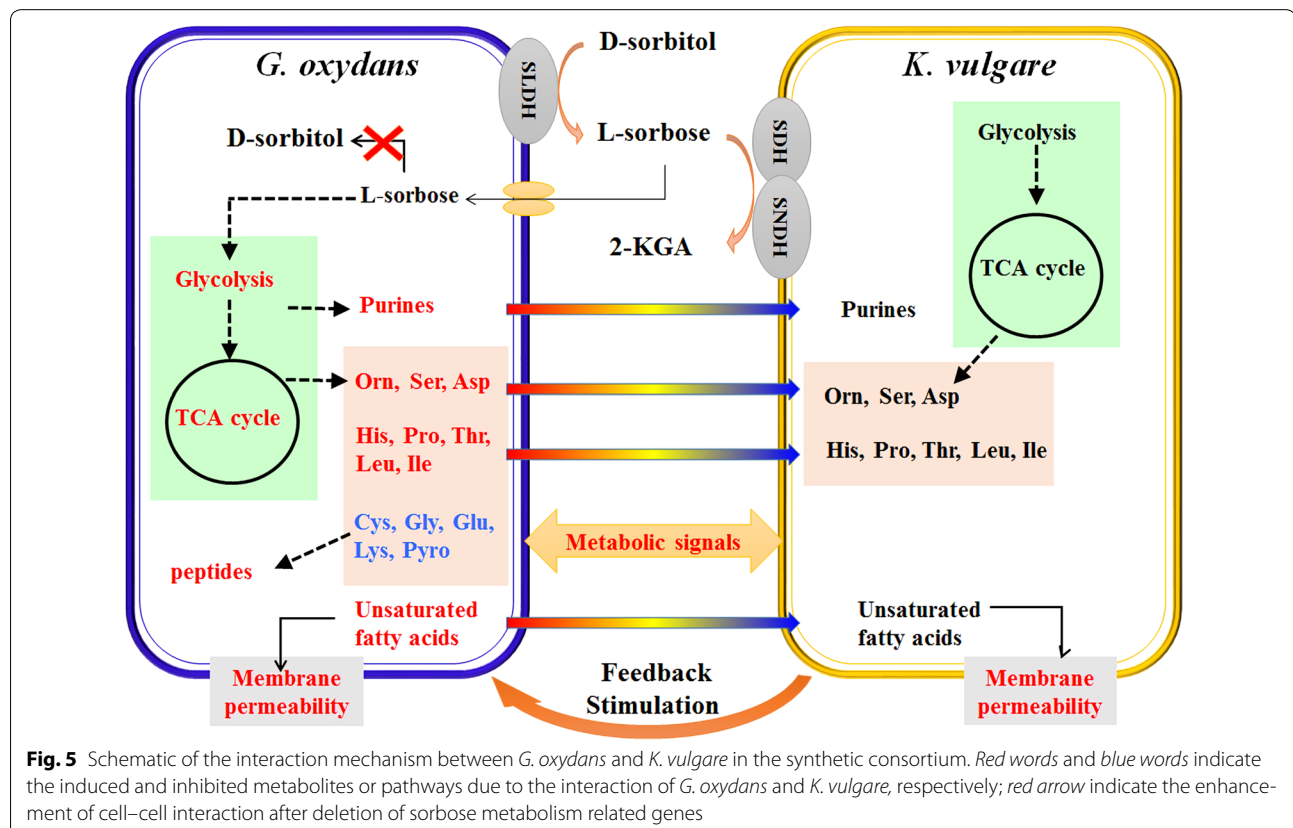 G. oxydans
SLDH
D-sorbitol
K. vulgare
D-sorbitol
L-sorbose
L-sorbose
SDH
SNDH
2-KGA
Glycolysis
TCA cycle
Glycolysis
Purines
Purines
TCA cycle
Orn, Ser, Asp
His, Pro, Thr,
Leu, Ile
Cys, Gly, Glu,
Lys, Pyro
peptides
Orn, Ser, Asp
His, Pro, Thr, Leu, Ile
Metabolic signals
Unsaturated
fatty acids
Unsaturated
fatty acids
Membrane
permeability
Feedback
Stimulation
Membrane
permeability
Fig. 5 Schematic of the interaction mechanism between G. oxydans and K. vulgare in the synthetic consortium. Red words and blue words indicate
the induced and inhibited metabolites or pathways due to the interaction of G. oxydans and K. vulgare, respectively; red arrow indicate the enhance-
ment of cell–cell interaction after deletion of sorbose metabolism related genes